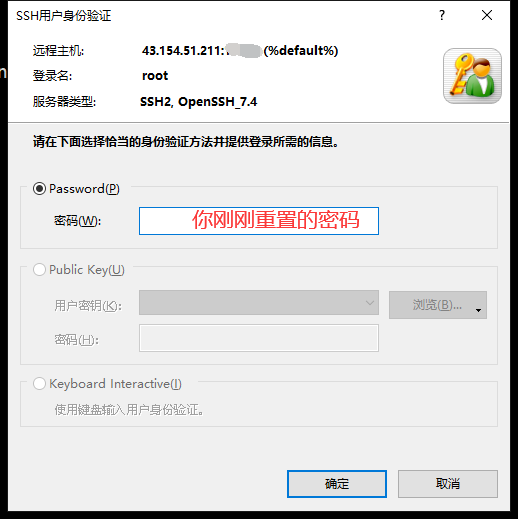 SSH用户身份验证
远程主机: 43.154.51.211: (%default%)
登录名: root
服务器类型: SSH2, OpenSSH_7.4
请在下面选择恰当的身份验证方法并提供登录所需的信息。
Password(P)
密码(W): 你刚刚重置的密码
Public Key(U)
用户密钥(K): 浏览(B)...
密码(H):
Keyboard Interactive(I)
使用键盘输入用户身份验证。
确定 取消